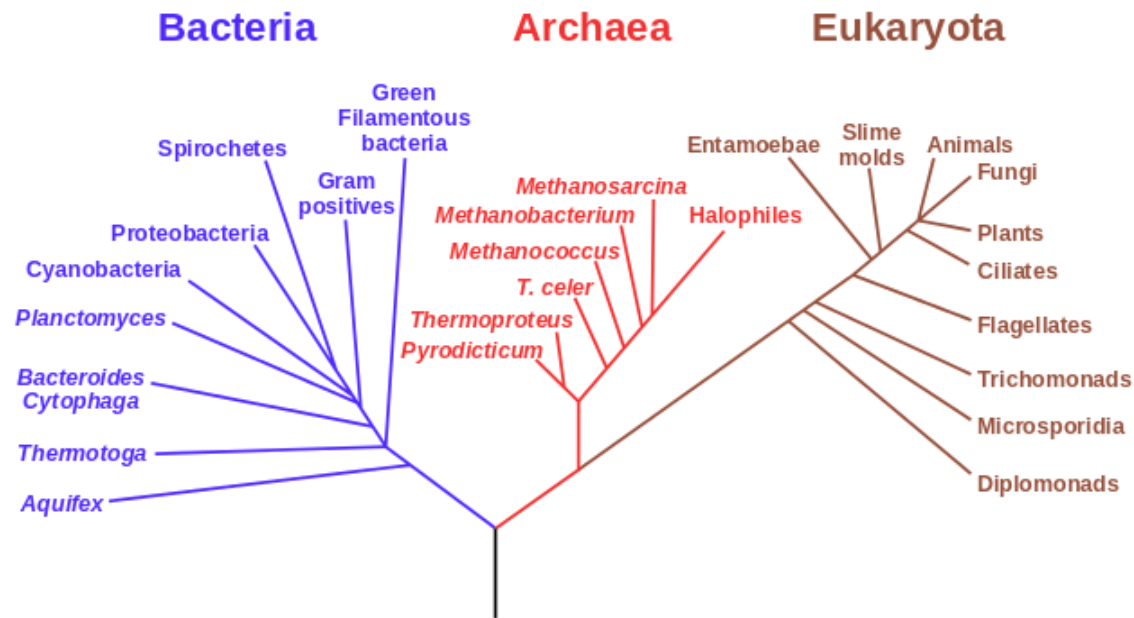 Bacteria
Archaea
Eukaryota
Green
Filamentous
bacteria
Spirochetes
Gram
positives
Proteobacteria
Cyanobacteria
Planctomyces
Bacteroides
Cytophaga
Thermotoga
Aquifex
Methanosarcina
Methanobacterium
Halophiles
Methanococcus
T. celer
Thermoproteus
Pyrodicticum
Entamoebae
Slime
molds
Animals
Fungi
Plants
Ciliates
Flagellates
Trichomonads
Microsporidia
Diplomonads